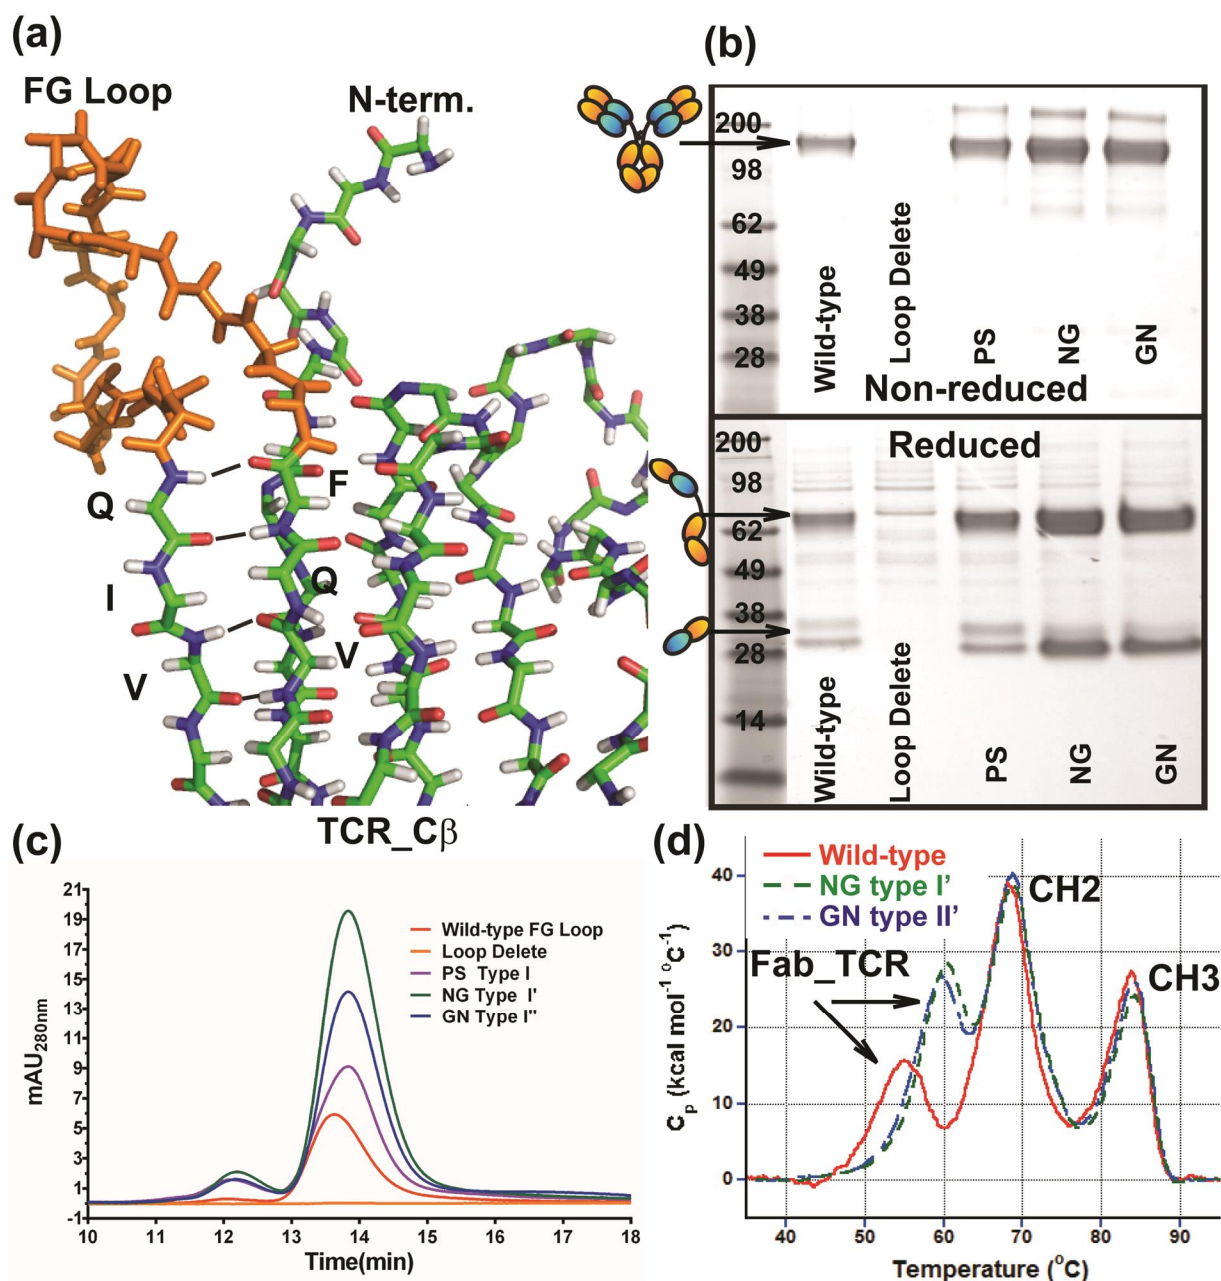 (a)
FG Loop
N-term.
Q
F
I
Q
V
V
TCR_Cβ
(b)
200
98
62
49
38
28
Wild-type
Loop Delete
PS
NG
GN
Non-reduced
Reduced
200
98
62
49
38
28
14
Wild-type
Loop Delete
PS
NG
GN
(c)
21
19
17
15
13
11
9
7
5
3
1
-1
mAU280nm
10 11 12 13 14 15 16 17 18
Time(min)
Wild-type FG Loop
Loop Delete
PS Type I
NG Type I'
GN Type I"
(d)
Wild-type
NG type I’
GN type II’
Fab_TCR
CH2
CH3
40
30
20
10
0
Cp (kcal mol-1 oC-1)
40 50 60 70 80 90
Temperature (oC)